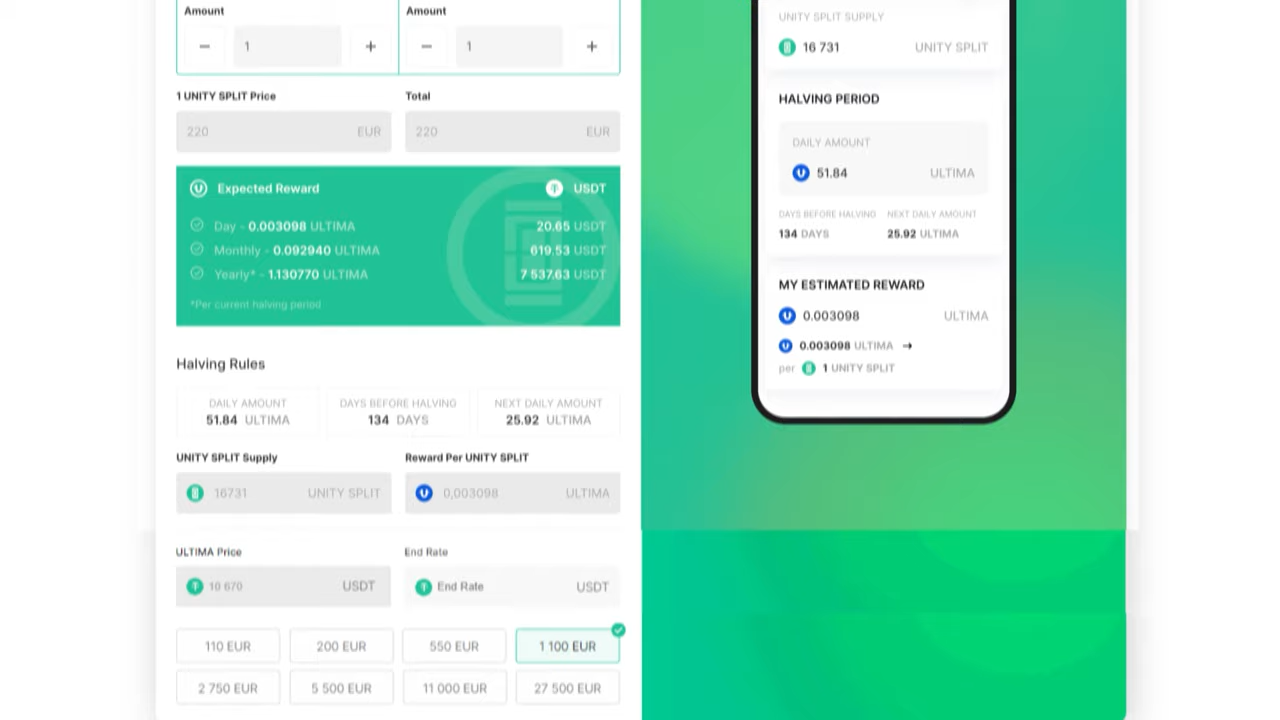 Amount Amount
− 1 + − 1 +
1 UNITY SPLIT Price Total
220 EUR 220 EUR
Expected Reward USDT
Day - 0.003098 ULTIMA 20.65 USDT
Monthly - 0.092940 ULTIMA 619.53 USDT
Yearly* - 1.130770 ULTIMA 7 537.63 USDT
*Per current halving period
Halving Rules
DAILY AMOUNT DAYS BEFORE HALVING NEXT DAILY AMOUNT
51.84 ULTIMA 134 DAYS 25.92 ULTIMA
UNITY SPLIT Supply Reward Per UNITY SPLIT
16731 UNITY SPLIT 0,003098 ULTIMA
ULTIMA Price End Rate
10 670 USDT End Rate USDT
110 EUR 200 EUR 550 EUR 1 100 EUR
2 750 EUR 5 500 EUR 11 000 EUR 27 500 EUR
UNITY SPLIT SUPPLY
16 731 UNITY SPLIT
HALVING PERIOD
DAILY AMOUNT
51.84 ULTIMA
DAYS BEFORE HALVING NEXT DAILY AMOUNT
134 DAYS 25.92 ULTIMA
MY ESTIMATED REWARD
0.003098 ULTIMA
0.003098 ULTIMA →
per 1 UNITY SPLIT